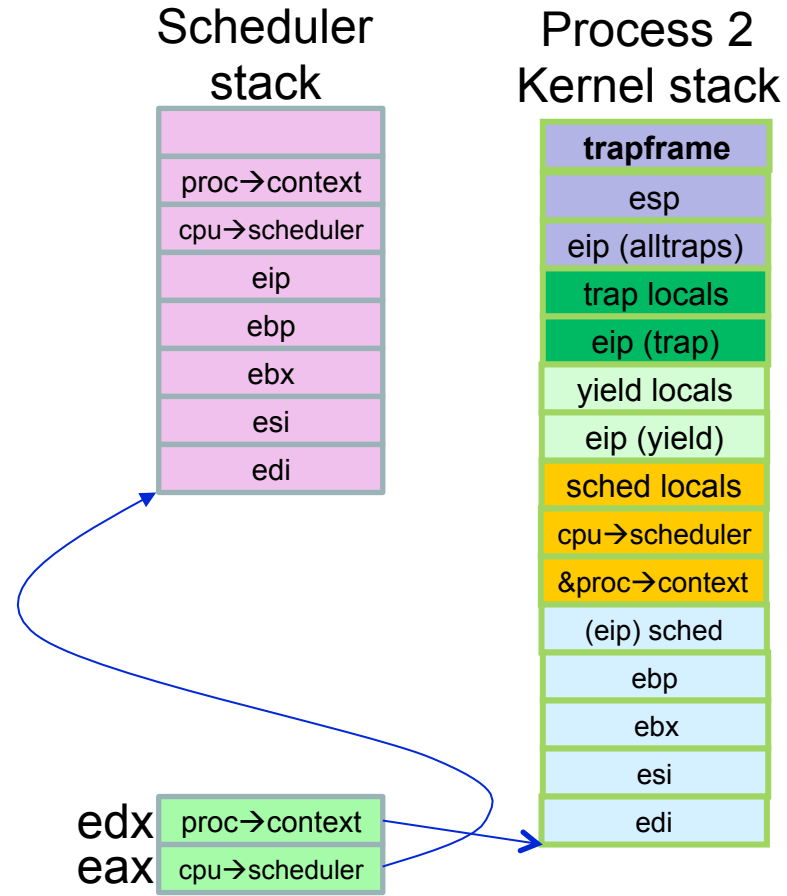 Scheduler
stack
proc→context
cpu→scheduler
eip
ebp
ebx
esi
edi
Process 2
Kernel stack
trapframe
esp
eip (alltraps)
trap locals
eip (trap)
yield locals
eip (yield)
sched locals
cpu→scheduler
&proc→context
(eip) sched
ebp
ebx
esi
edi
edx proc→context
eax cpu→scheduler